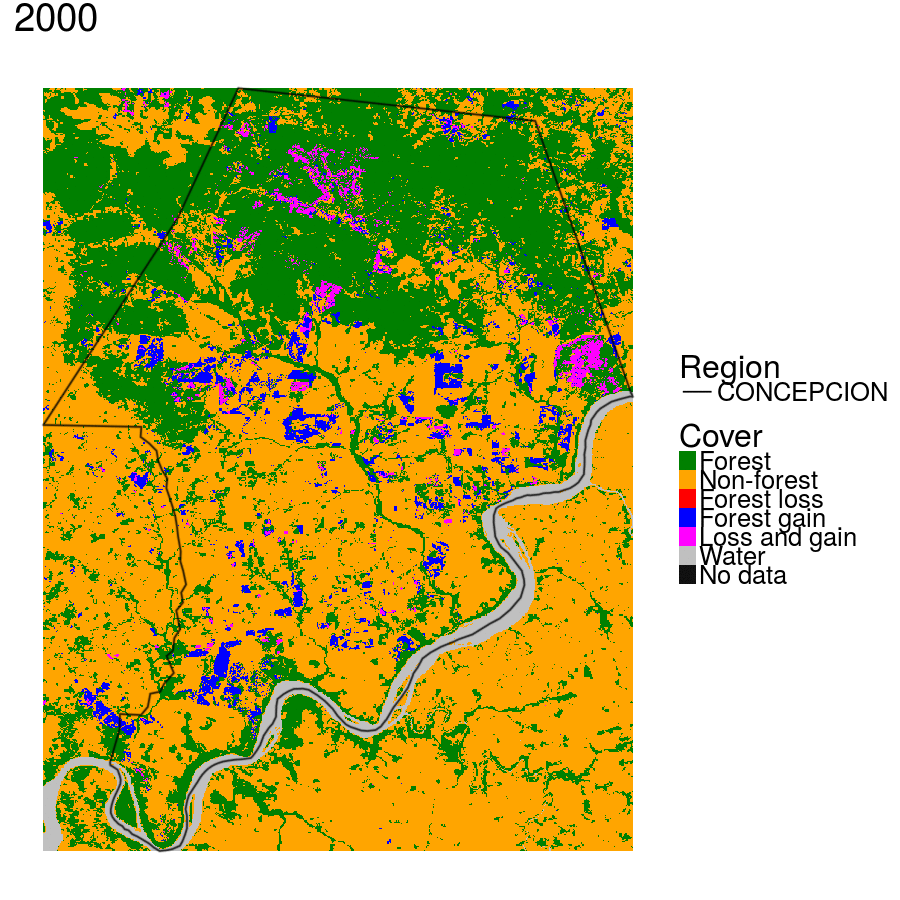 2000
Region
CONCEPCION
Cover
Forest
Non-forest
Forest loss
Forest gain
Loss and gain
Water
No data